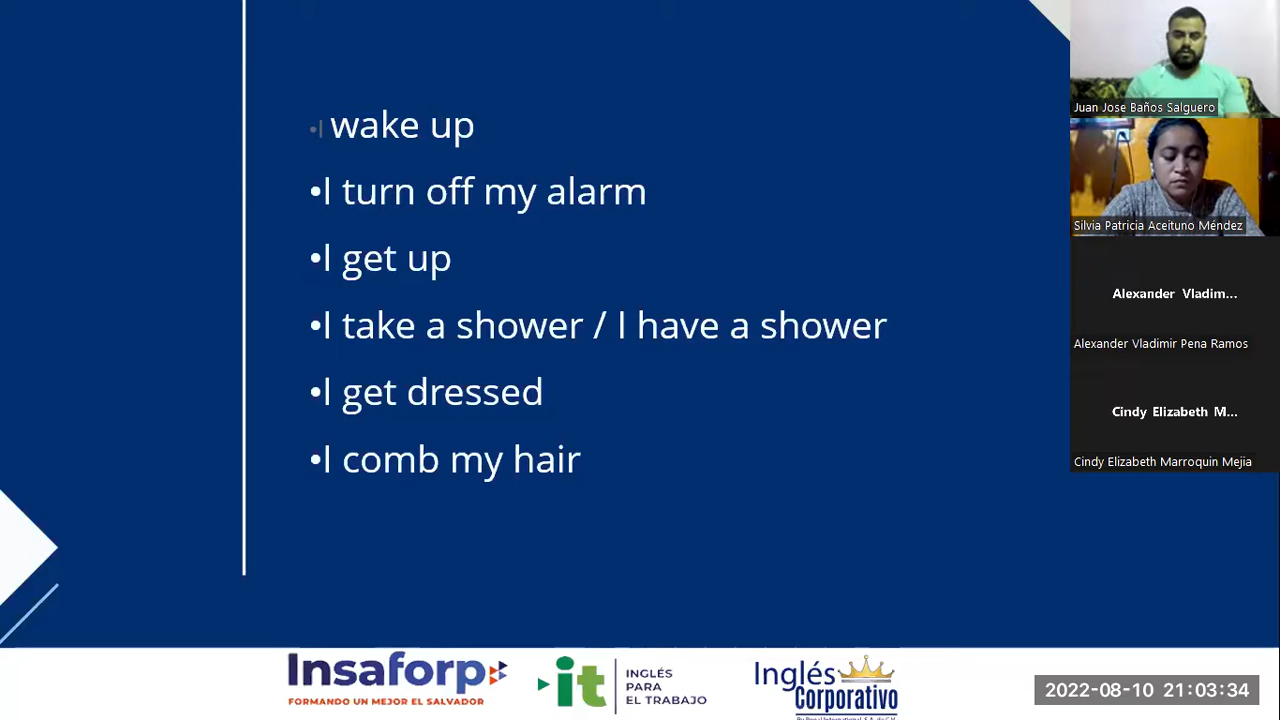 •I wake up
•I turn off my alarm
•I get up
•I take a shower / I have a shower
•I get dressed
•I comb my hair
Juan Jose Baños Salguero
Silvia Patricia Aceituno Méndez
Alexander Vladim...
Alexander Vladimir Pena Ramos
Cindy Elizabeth M...
Cindy Elizabeth Marroquin Mejia
Insaforp
FORMANDO UN MEJOR EL SALVADOR
it
INGLÉS
PARA
EL TRABAJO
Inglés
Corporativo
2022-08-10 21:03:34